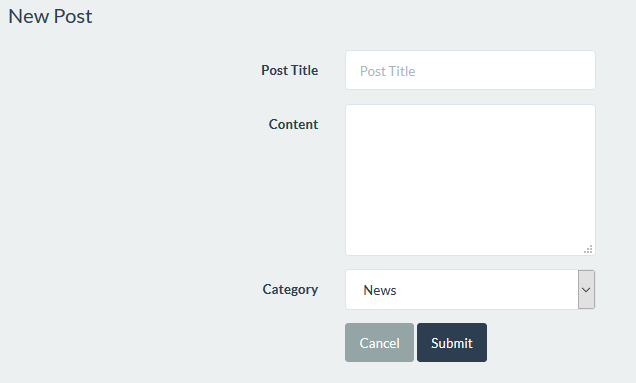 New Post
Post Title Post Title
Content
Category News
Cancel Submit